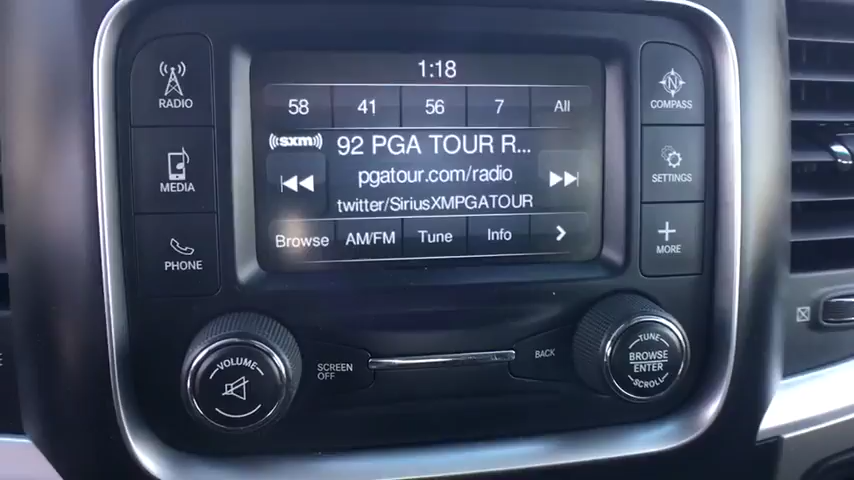 1:18
58 41 56 7 All
((sxm)) 92 PGA TOUR R...
pgatour.com/radio
twitter/SiriusXMPGATOUR
Browse AM/FM Tune Info
RADIO
MEDIA
PHONE
N
COMPASS
SETTINGS
MORE
VOLUME
SCREEN
OFF
BACK
TUNE
BROWSE
ENTER
SCROLL